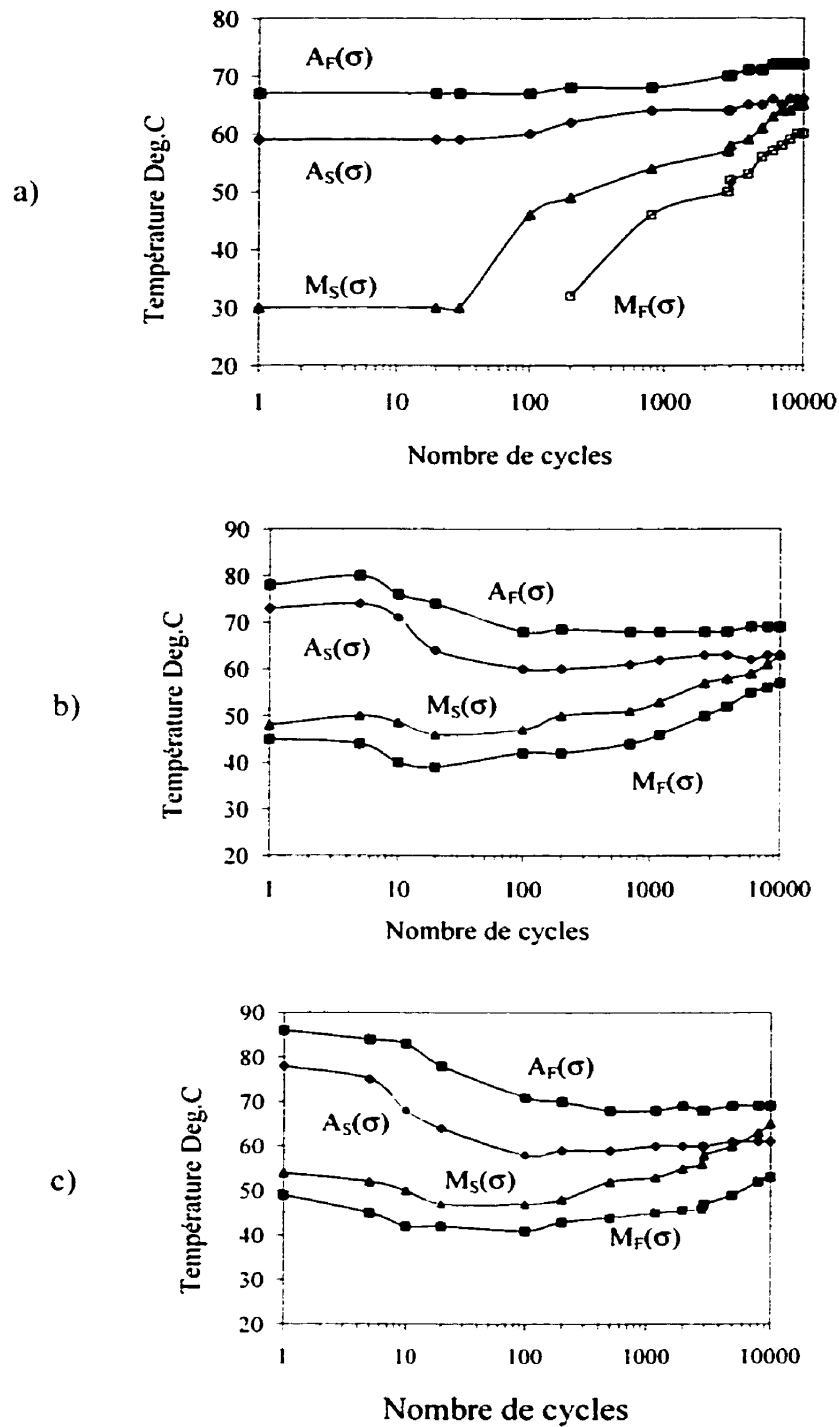 a)
Température Deg.C
80
70
60
50
40
30
20
A_F(σ)
A_S(σ)
M_S(σ)
M_F(σ)
1 10 100 1000 10000
Nombre de cycles
b)
Température Deg.C
90
80
70
60
50
40
30
20
A_F(σ)
A_S(σ)
M_S(σ)
M_F(σ)
1 10 100 1000 10000
Nombre de cycles
c)
Température Deg.C
90
80
70
60
50
40
30
20
A_F(σ)
A_S(σ)
M_S(σ)
M_F(σ)
1 10 100 1000 10000
Nombre de cycles